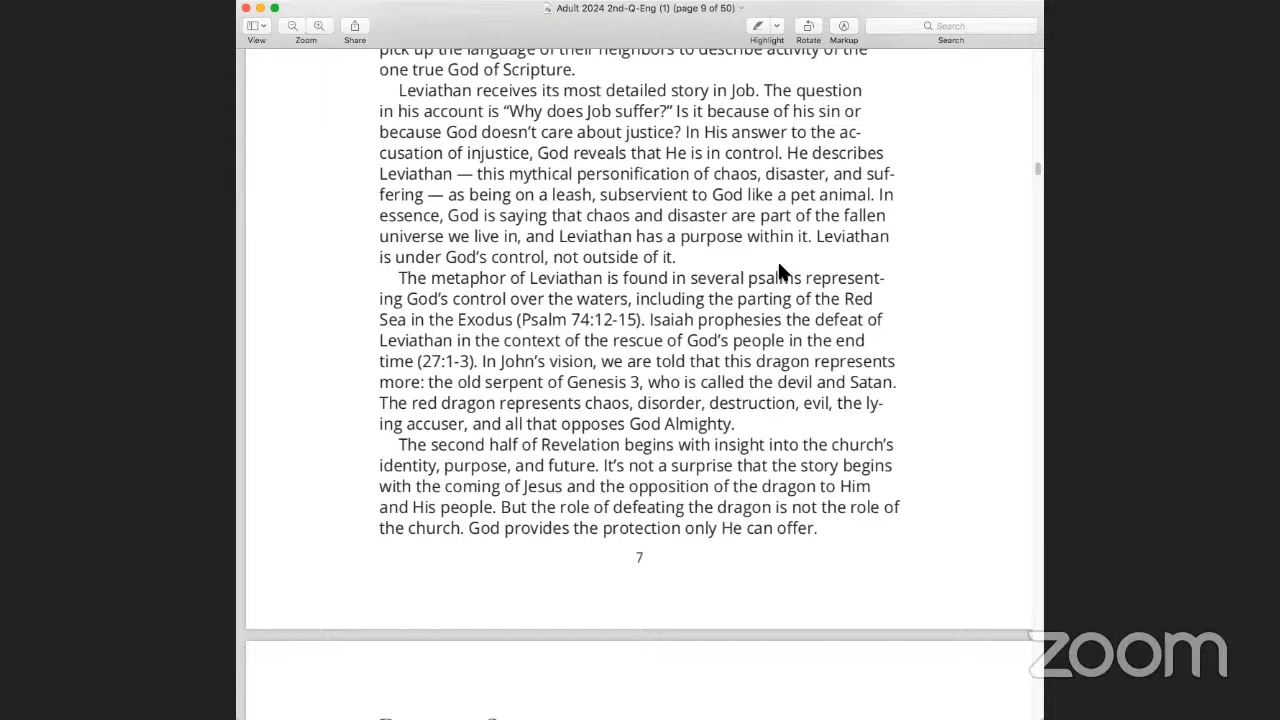 Adult 2024 2nd-Q-Eng (1) (page 9 of 50)
View Zoom Share Highlight Rotate Markup Search
Search
pick up the language of their neighbors to describe activity of the
one true God of Scripture.
Leviathan receives its most detailed story in Job. The question
in his account is “Why does Job suffer?” Is it because of his sin or
because God doesn’t care about justice? In His answer to the ac-
cusation of injustice, God reveals that He is in control. He describes
Leviathan — this mythical personification of chaos, disaster, and suf-
fering — as being on a leash, subservient to God like a pet animal. In
essence, God is saying that chaos and disaster are part of the fallen
universe we live in, and Leviathan has a purpose within it. Leviathan
is under God’s control, not outside of it.
The metaphor of Leviathan is found in several psalms represent-
ing God’s control over the waters, including the parting of the Red
Sea in the Exodus (Psalm 74:12-15). Isaiah prophesies the defeat of
Leviathan in the context of the rescue of God’s people in the end
time (27:1-3). In John’s vision, we are told that this dragon represents
more: the old serpent of Genesis 3, who is called the devil and Satan.
The red dragon represents chaos, disorder, destruction, evil, the ly-
ing accuser, and all that opposes God Almighty.
The second half of Revelation begins with insight into the church’s
identity, purpose, and future. It’s not a surprise that the story begins
with the coming of Jesus and the opposition of the dragon to Him
and His people. But the role of defeating the dragon is not the role of
the church. God provides the protection only He can offer.
7
zoom